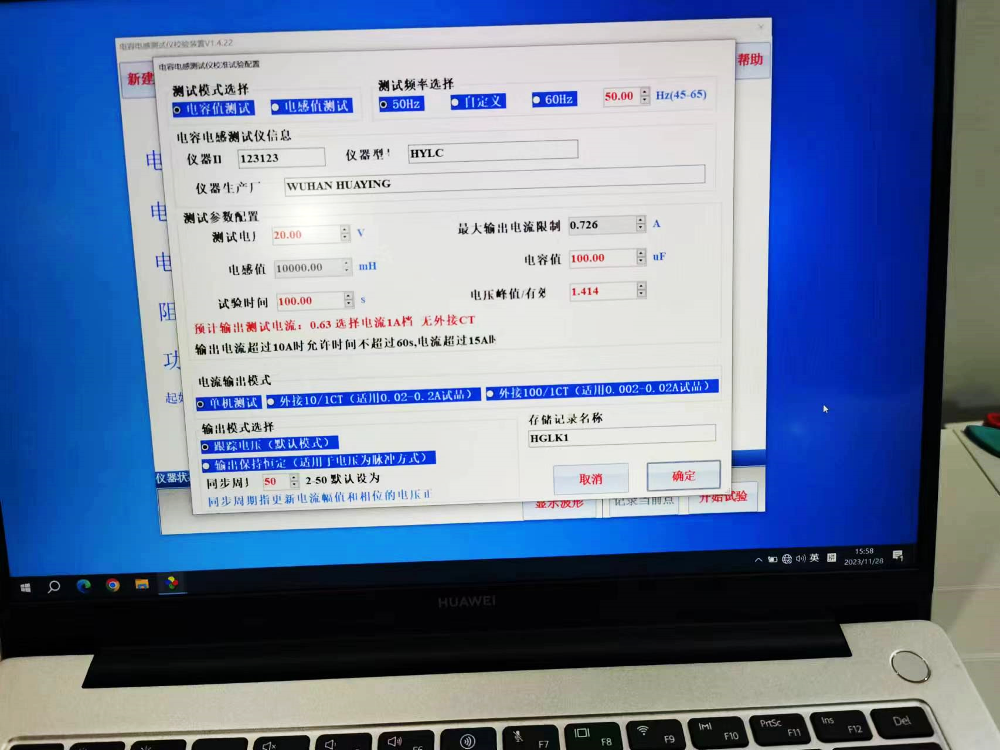 电容电感测试仪校验装置V1.4.22
电容电感测试仪校准试验配置
新建
帮助
测试模式选择
电容值测试 电感值测试
测试频率选择
50Hz 自定义 60Hz 50.00 Hz(45-65)
电容电感测试仪信息
仪器II 123123 仪器型 HYLC
仪器生产厂 WUHAN HUAYING
测试参数配置
测试电 20.00 V 最大输出电流限制 0.726 A
电感值 10000.00 mH 电容值 100.00 uF
试验时间 100.00 s 电压峰值/有效 1.414
预计输出测试电流：0.63 选择电流1A档 无外接CT
输出电流超过10A时允许时间不超过60s,电流超过15A时
电流输出模式
单机测试 外接10/1CT（适用0.02-0.2A试品） 外接100/1CT（适用0.002-0.02A试品）
输出模式选择
跟踪电压（默认模式）
输出保持恒定（适用于电压为脉冲方式）
同步周 50 2-50 默认设为
同步周期指更新电流幅值和相位的电压正
存储记录名称
HGLK1
取消 确定
电
电
电
阻
功
起始
仪器状
显示波形 记录当前点 开始试验
英 拼 15:58
2023/11/28
1
HUAWEI
F6 F7 F8 F9 F10 PrtSc F11 Ins F12 Del